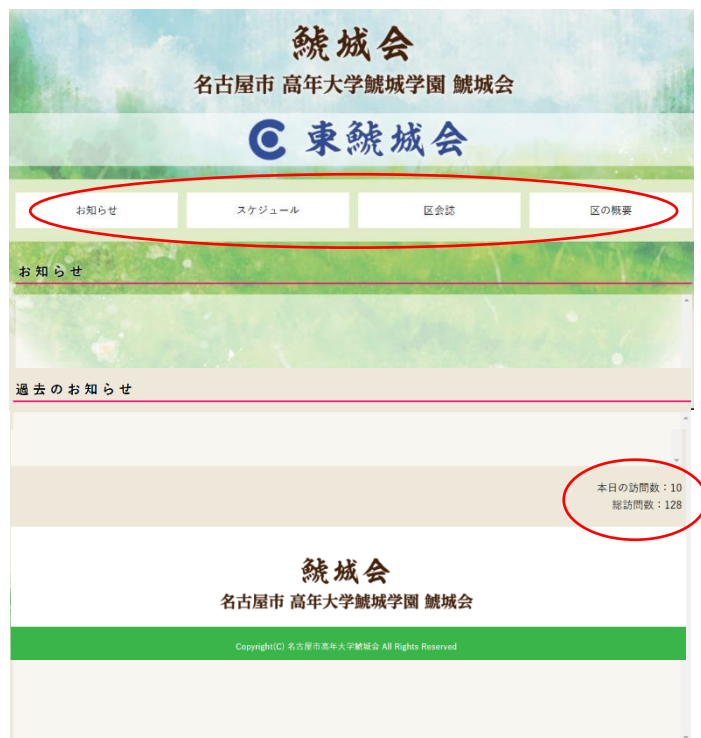 鯱城会
名古屋市 高年大学鯱城学園 鯱城会
東鯱城会
お知らせ スケジュール 区会誌 区の概要
お知らせ
過去のお知らせ
本日の訪問数：10
総訪問数：128
鯱城会
名古屋市 高年大学鯱城学園 鯱城会
Copyright(C) 名古屋市高年大学鯱城会 All Rights Reserved